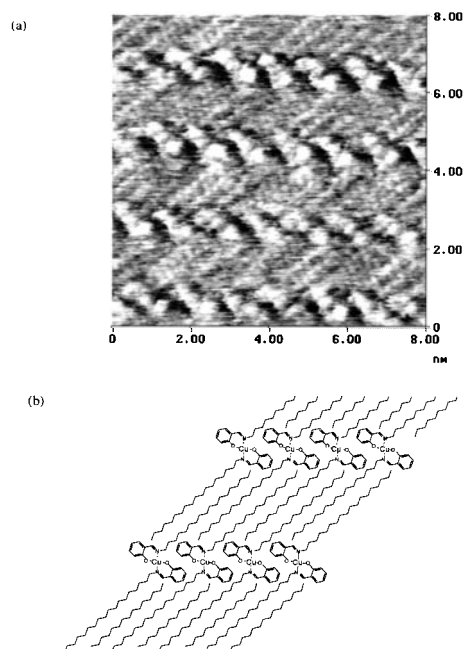 (a)
8.00
6.00
4.00
2.00
0
0 2.00 4.00 6.00 8.00
nM
(b)
N N N N
O Cu O O Cu O O Cu O O Cu O
N N N N
N N N N
O Cu O O Cu O O Cu O O Cu O
N N N N